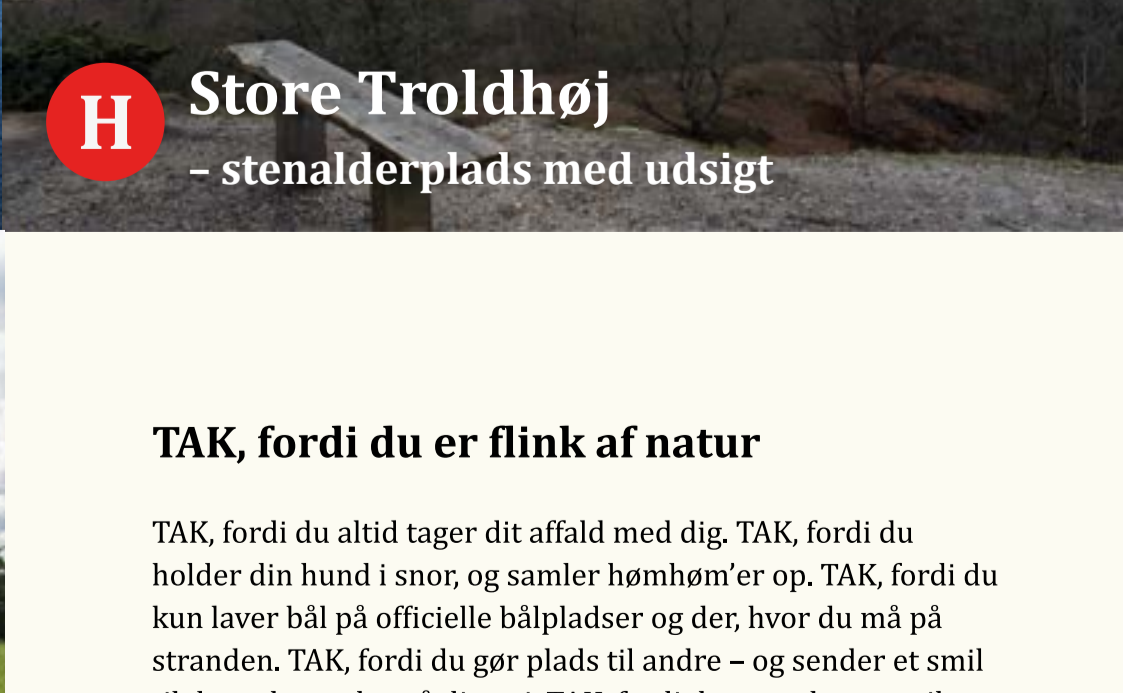 H
Store Troldhøj
– stenalderplads med udsigt
TAK, fordi du er flink af natur
TAK, fordi du altid tager dit affald med dig. TAK, fordi du
holder din hund i snor, og samler hømhøm’er op. TAK, fordi du
kun laver bål på officielle bålpladser og der, hvor du må på
stranden. TAK, fordi du gør plads til andre – og sender et smil